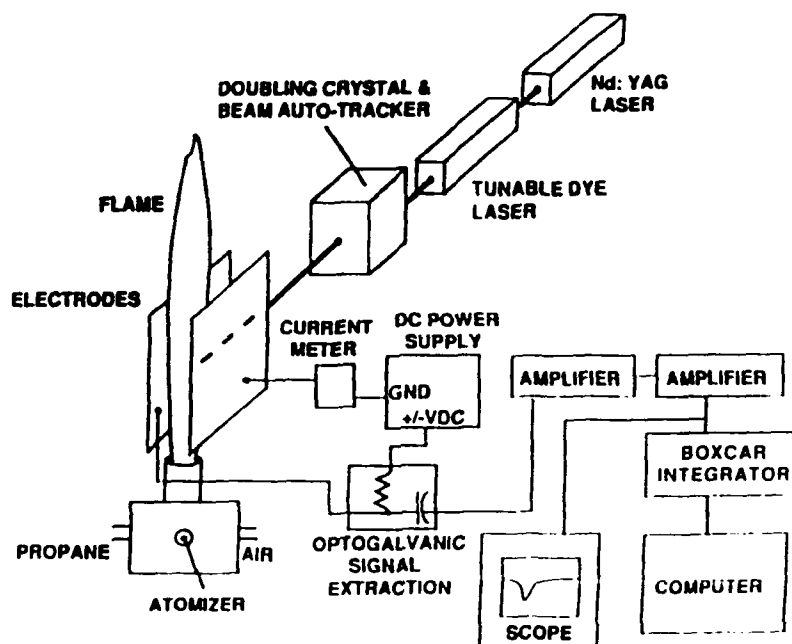 DOUBLING CRYSTAL &
BEAM AUTO-TRACKER
Nd: YAG
LASER
TUNABLE DYE
LASER
FLAME
ELECTRODES
CURRENT
METER
DC POWER
SUPPLY
GND
+/-VDC
AMPLIFIER
AMPLIFIER
BOXCAR
INTEGRATOR
PROPANE
AIR
ATOMIZER
OPTOGALVANIC
SIGNAL
EXTRACTION
SCOPE
COMPUTER